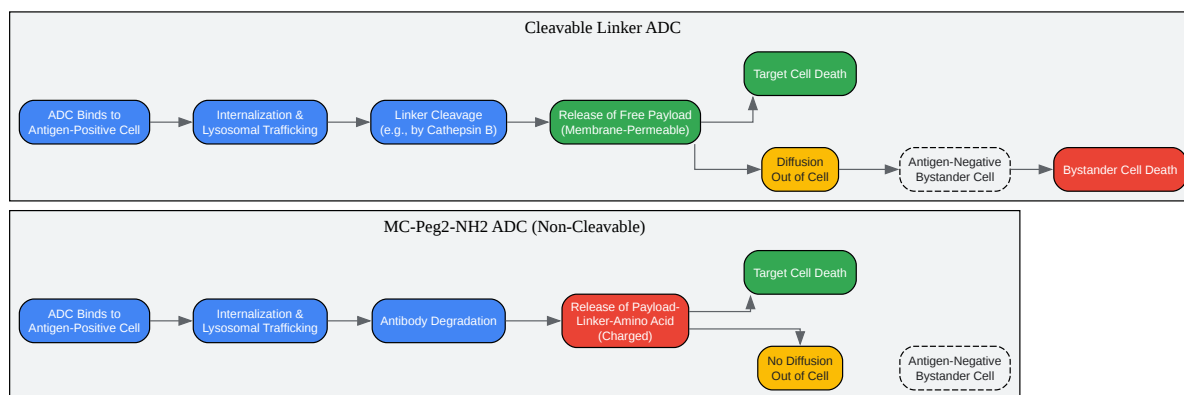 Cleavable Linker ADC
ADC Binds to
Antigen-Positive Cell
Internalization &
Lysosomal Trafficking
Linker Cleavage
(e.g., by Cathepsin B)
Release of Free Payload
(Membrane-Permeable)
Target Cell Death
Diffusion
Out of Cell
Antigen-Negative
Bystander Cell
Bystander Cell Death
MC-Peg2-NH2 ADC (Non-Cleavable)
ADC Binds to
Antigen-Positive Cell
Internalization &
Lysosomal Trafficking
Antibody Degradation
Release of Payload-
Linker-Amino Acid
(Charged)
Target Cell Death
No Diffusion
Out of Cell
Antigen-Negative
Bystander Cell